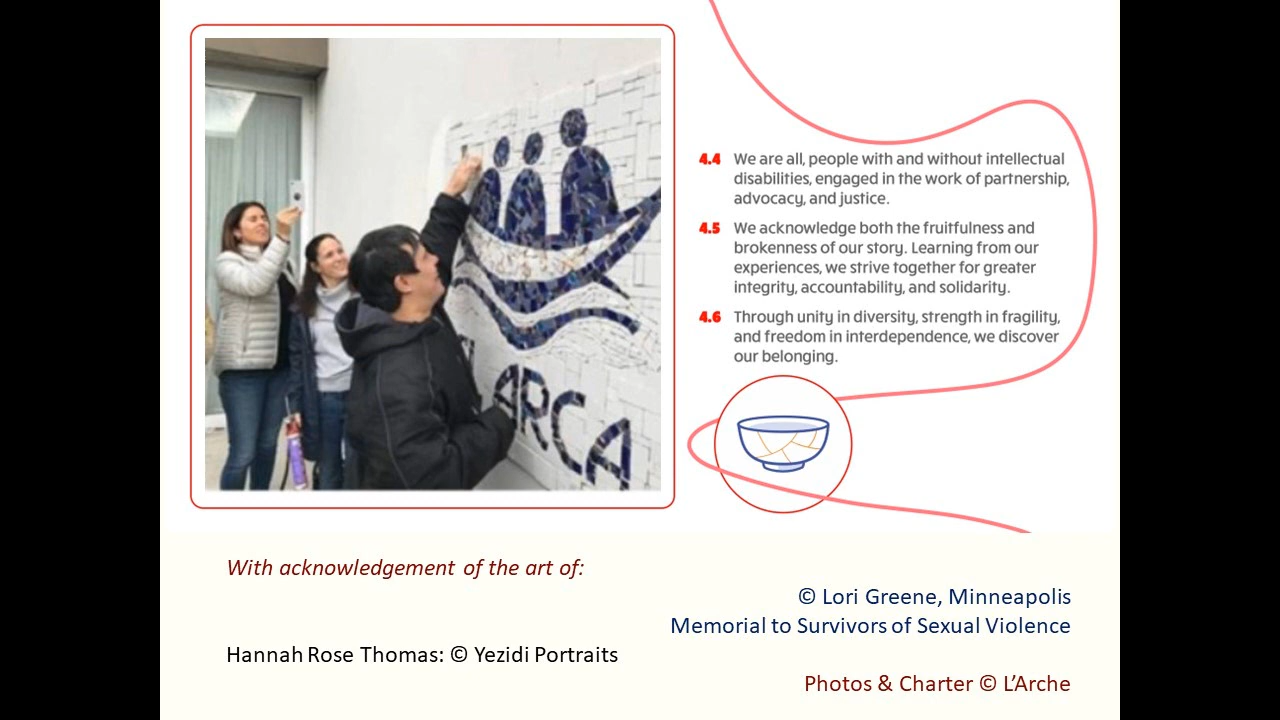 ARCA
4.4 We are all, people with and without intellectual
disabilities, engaged in the work of partnership,
advocacy, and justice.
4.5 We acknowledge both the fruitfulness and
brokenness of our story. Learning from our
experiences, we strive together for greater
integrity, accountability, and solidarity.
4.6 Through unity in diversity, strength in fragility,
and freedom in interdependence, we discover
our belonging.
With acknowledgement of the art of:
© Lori Greene, Minneapolis
Memorial to Survivors of Sexual Violence
Hannah Rose Thomas: © Yezidi Portraits
Photos & Charter © L’Arche